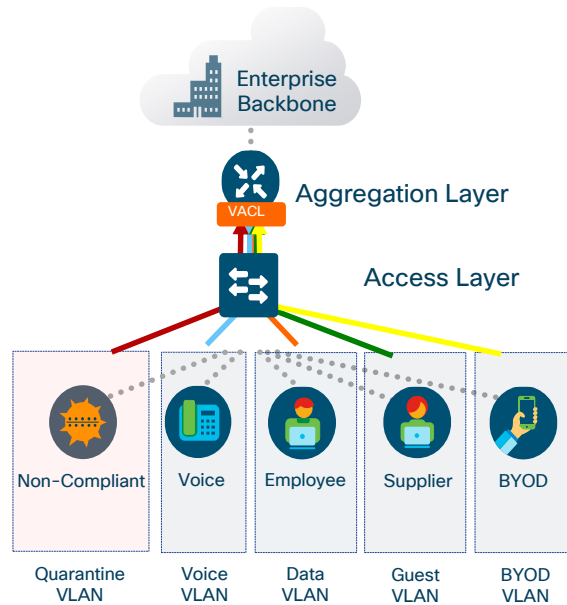 Enterprise
Backbone
Aggregation Layer
VACL
Access Layer
Non-Compliant
Voice
Employee
Supplier
BYOD
Quarantine
VLAN
Voice
VLAN
Data
VLAN
Guest
VLAN
BYOD
VLAN